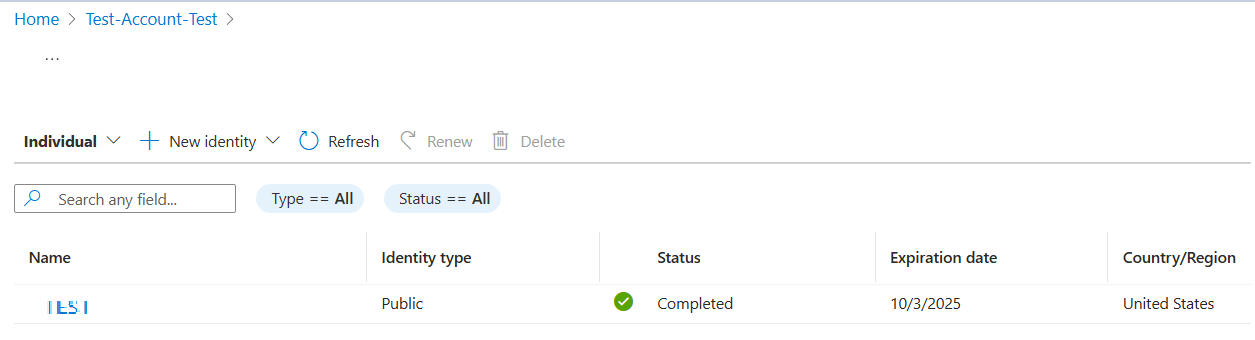 Home > Test-Account-Test >
...
Individual New identity Refresh Renew Delete
Search any field... Type == All Status == All
Name Identity type Status Expiration date Country/Region
TEST Public Completed 10/3/2025 United States